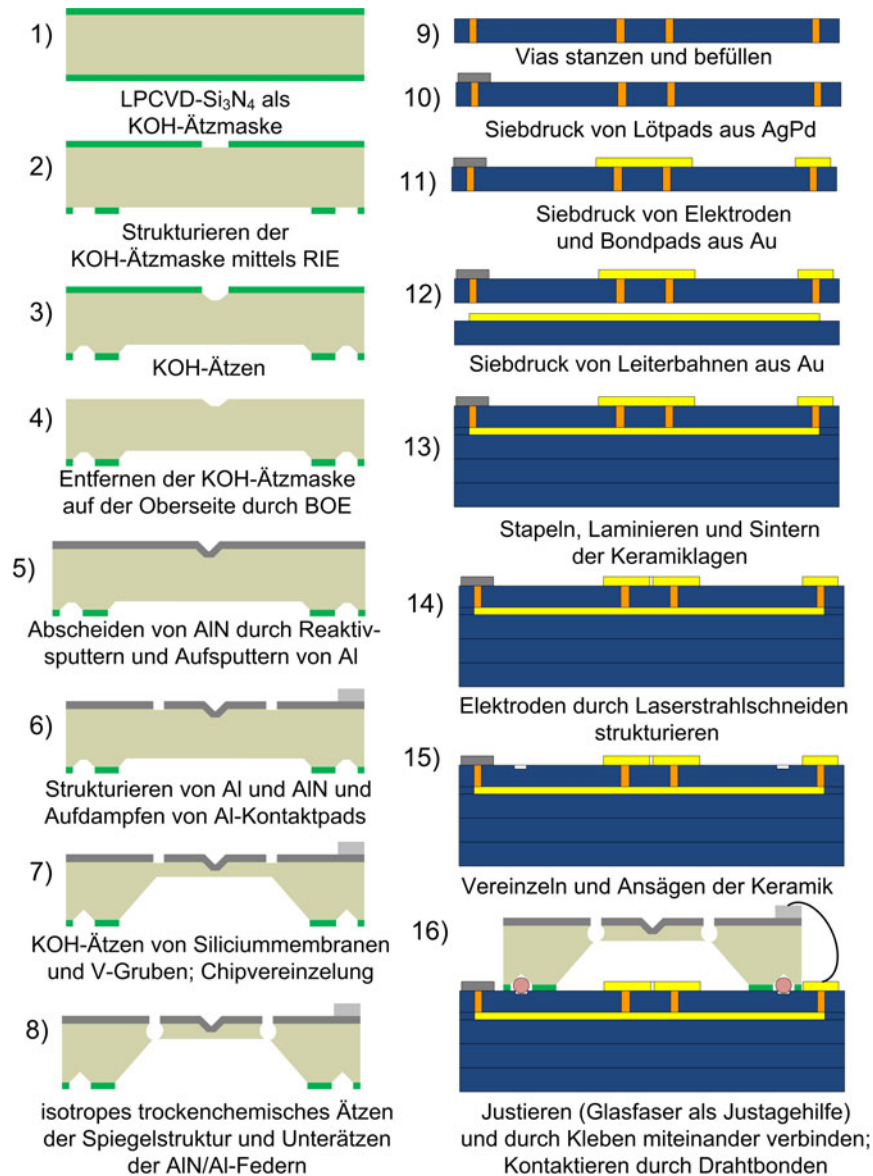 1)
LPCVD-Si₃N₄ als
KOH-Ätzmaske
2)
Strukturieren der
KOH-Ätzmaske mittels RIE
3)
KOH-Ätzen
4)
Entfernen der KOH-Ätzmaske
auf der Oberseite durch BOE
5)
Abscheiden von AlN durch Reaktiv-
sputtern und Aufsputtern von Al
6)
Strukturieren von Al und AlN und
Aufdampfen von Al-Kontaktpads
7)
KOH-Ätzen von Siliciummembranen
und V-Gruben; Chipvereinzelung
8)
isotropes trockenchemisches Ätzen
der Spiegelstruktur und Unterätzen
der AlN/Al-Federn
9)
Vias stanzen und befüllen
10)
Siebdruck von Lötpads aus AgPd
11)
Siebdruck von Elektroden
und Bondpads aus Au
12)
Siebdruck von Leiterbahnen aus Au
13)
Stapeln, Laminieren und Sintern
der Keramiklagen
14)
Elektroden durch Laserstrahlschneiden
strukturieren
15)
Vereinzeln und Ansägen der Keramik
16)
Justieren (Glasfaser als Justagehilfe)
und durch Kleben miteinander verbinden;
Kontaktieren durch Drahtbonden